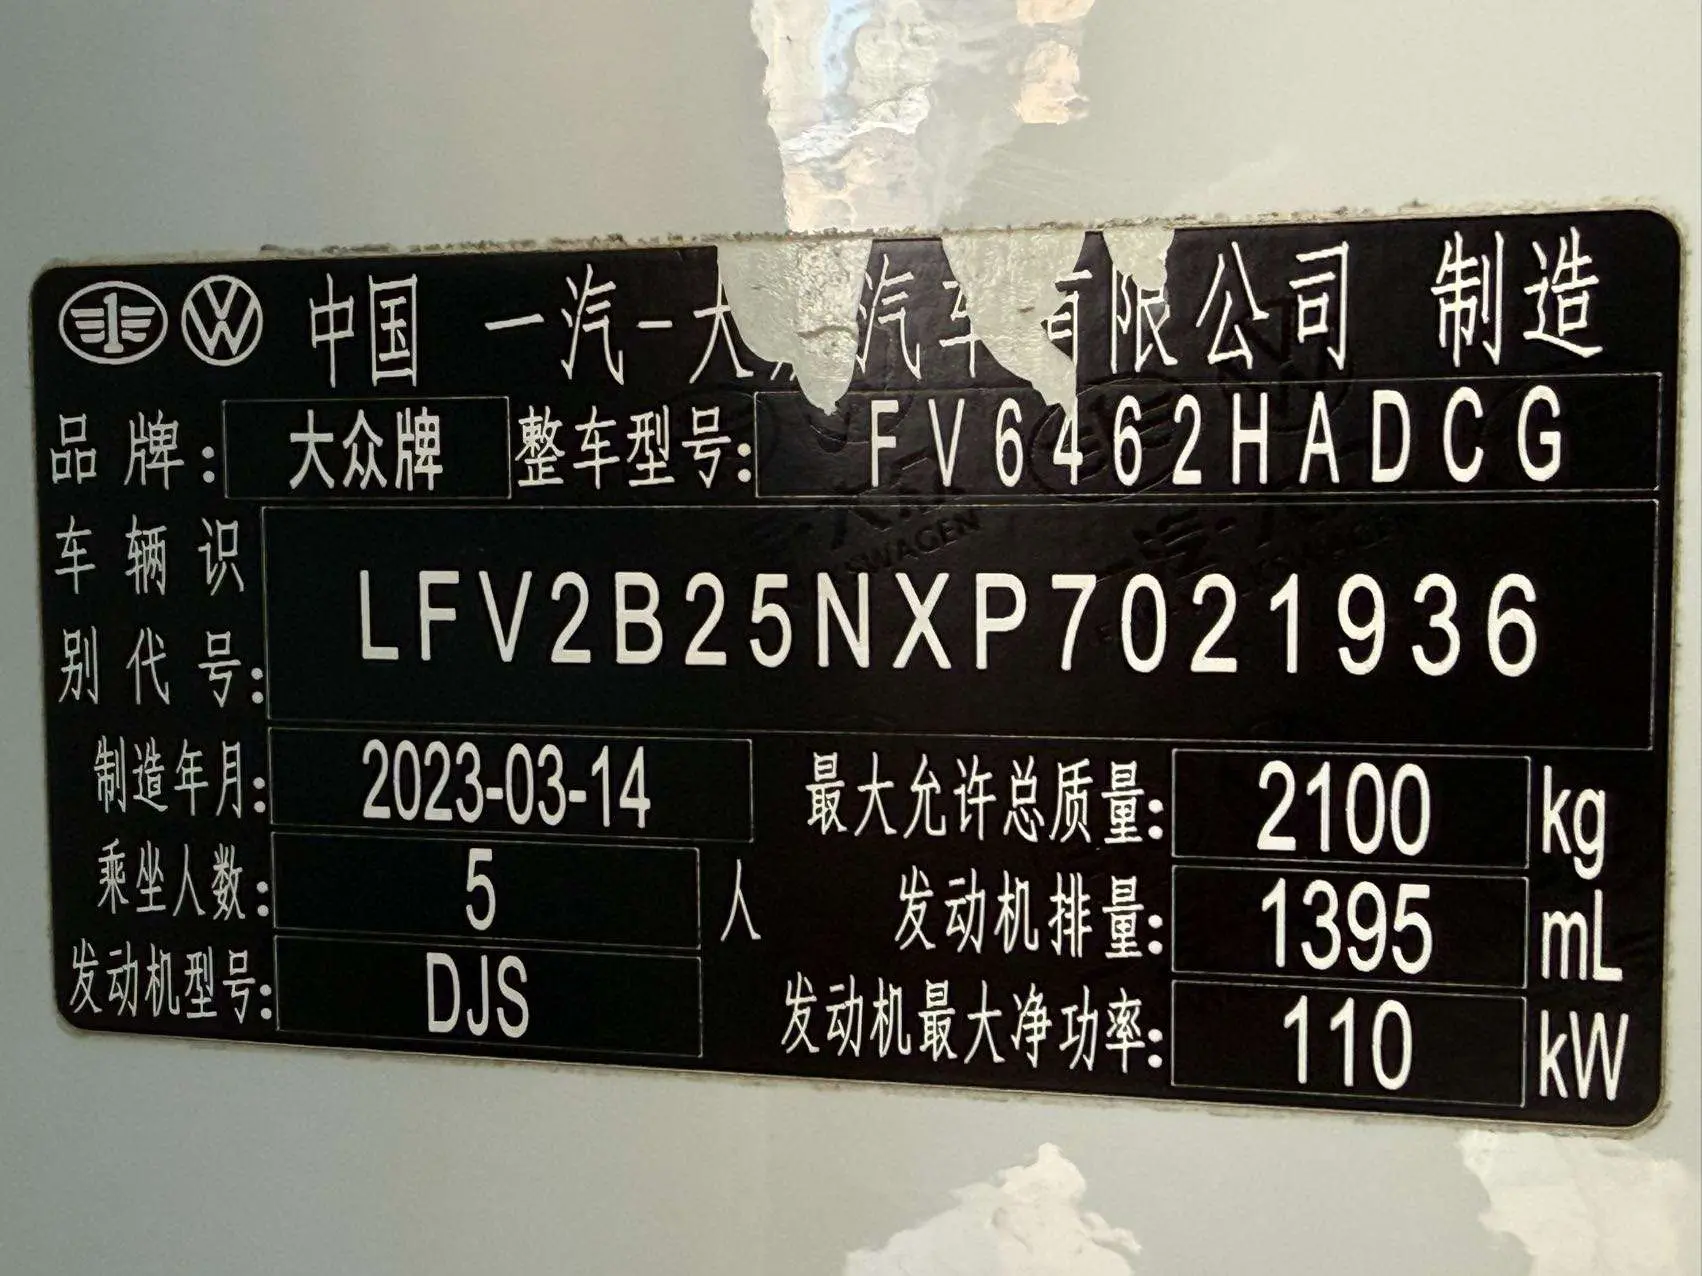 中国 一汽-大 汽车有限公司 制造
品牌: 大众牌 整车型号: FV6462HADCG
车辆识别代号: LFV2B25NXP7021936
制造年月: 2023-03-14 最大允许总质量: 2100 kg
乘坐人数: 5 人 发动机排量: 1395 mL
发动机型号: DJS 发动机最大净功率: 110 kW